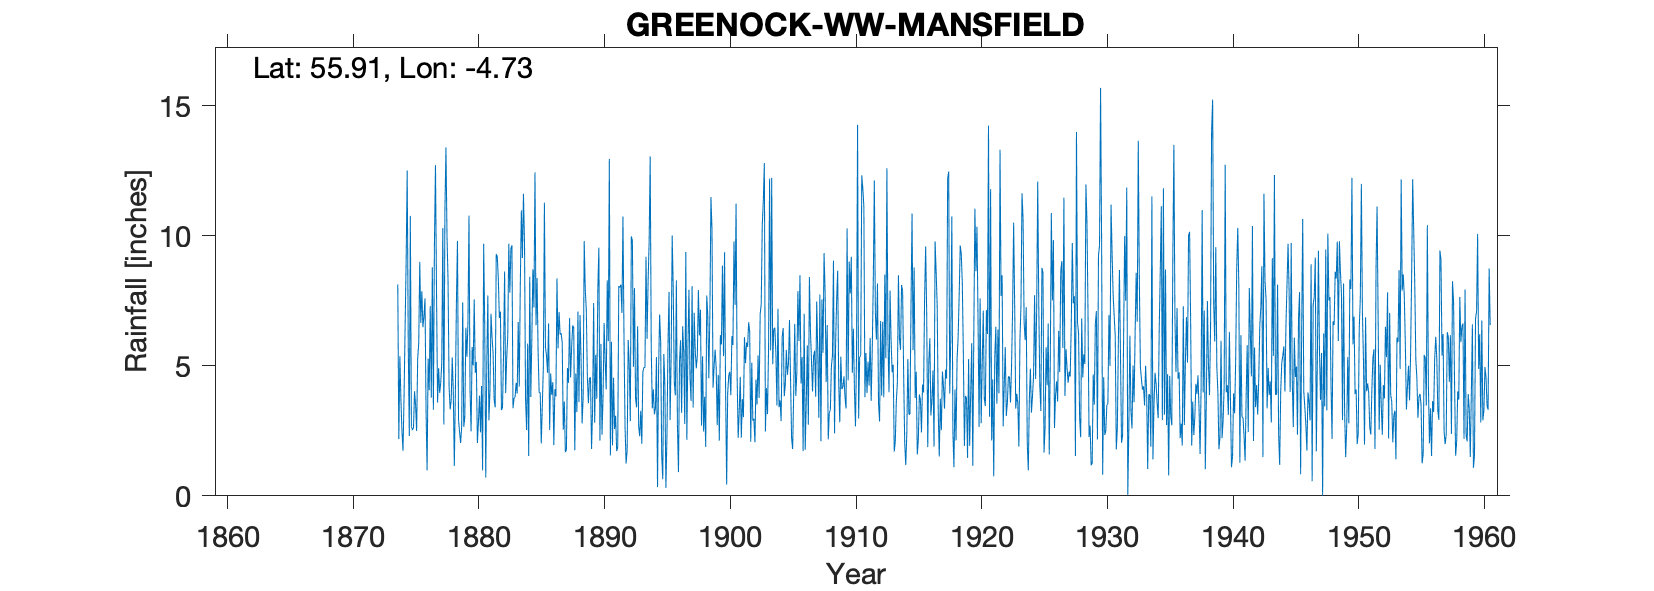 GREENOCK-WW-MANSFIELD
Lat: 55.91, Lon: -4.73
15
10
5
0
Rainfall [inches]
1860 1870 1880 1890 1900 1910 1920 1930 1940 1950 1960
Year